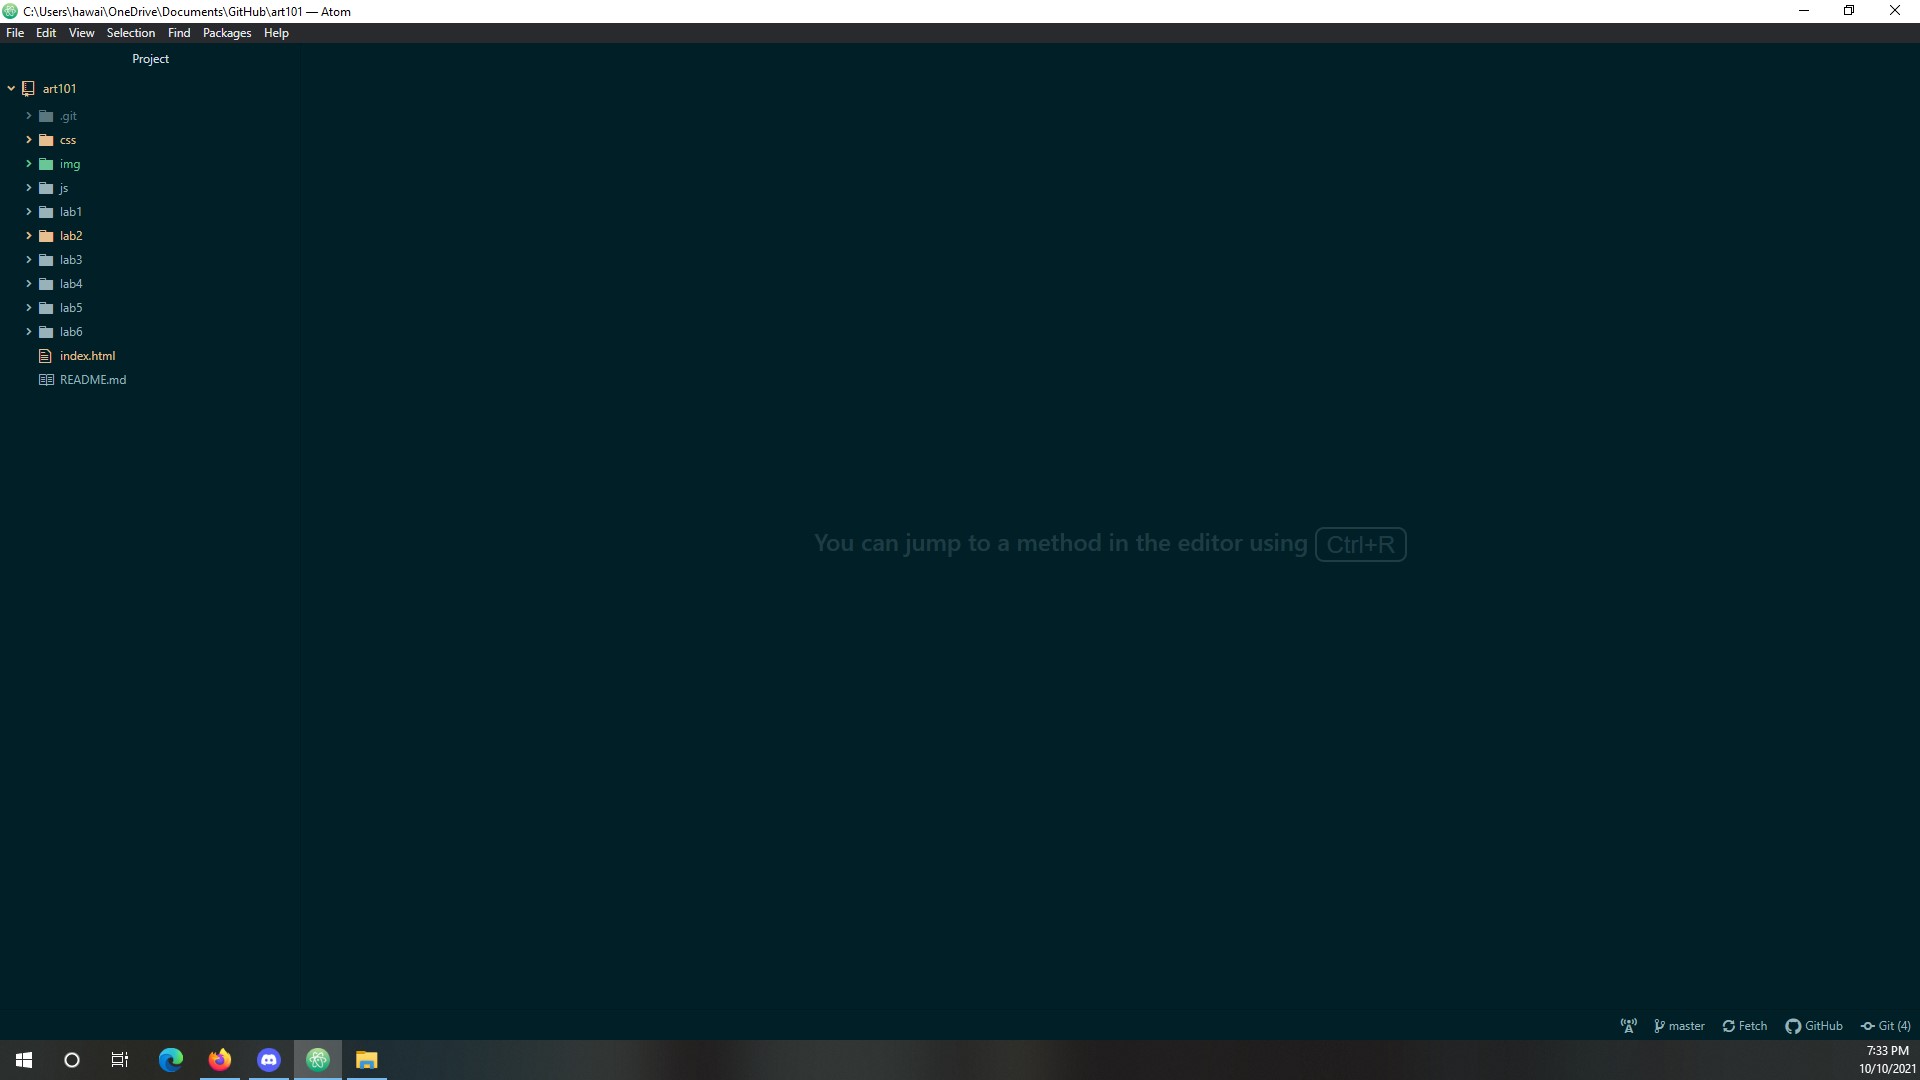 C:\Users\hawai\OneDrive\Documents\GitHub\art101 — Atom
File Edit View Selection Find Packages Help
Project
art101
.git
css
img
js
lab1
lab2
lab3
lab4
lab5
lab6
index.html
README.md
You can jump to a method in the editor using Ctrl+R
master Fetch GitHub Git (4)
7:33 PM
10/10/2021